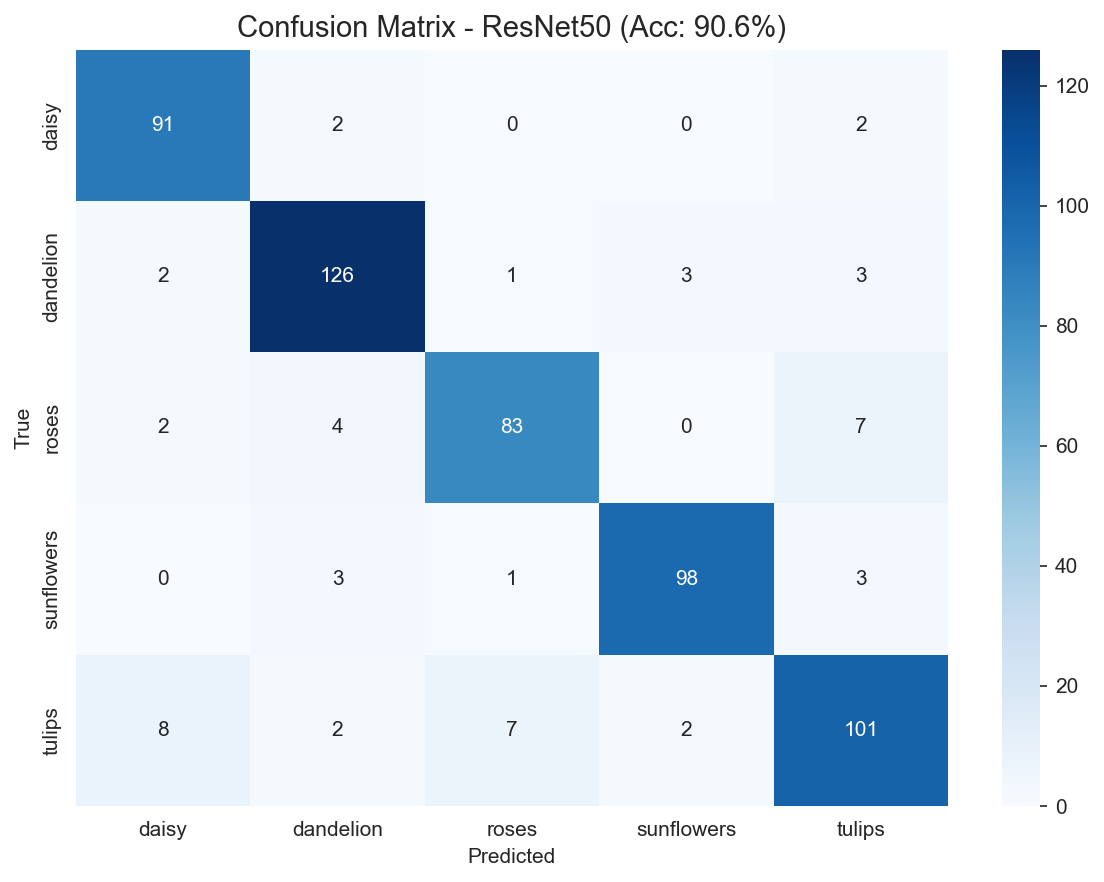 Confusion Matrix - ResNet50 (Acc: 90.6%)
True
daisy 91 2 0 0 2
dandelion 2 126 1 3 3
roses 2 4 83 0 7
sunflowers 0 3 1 98 3
tulips 8 2 7 2 101
daisy dandelion roses sunflowers tulips
Predicted
120
100
80
60
40
20
0